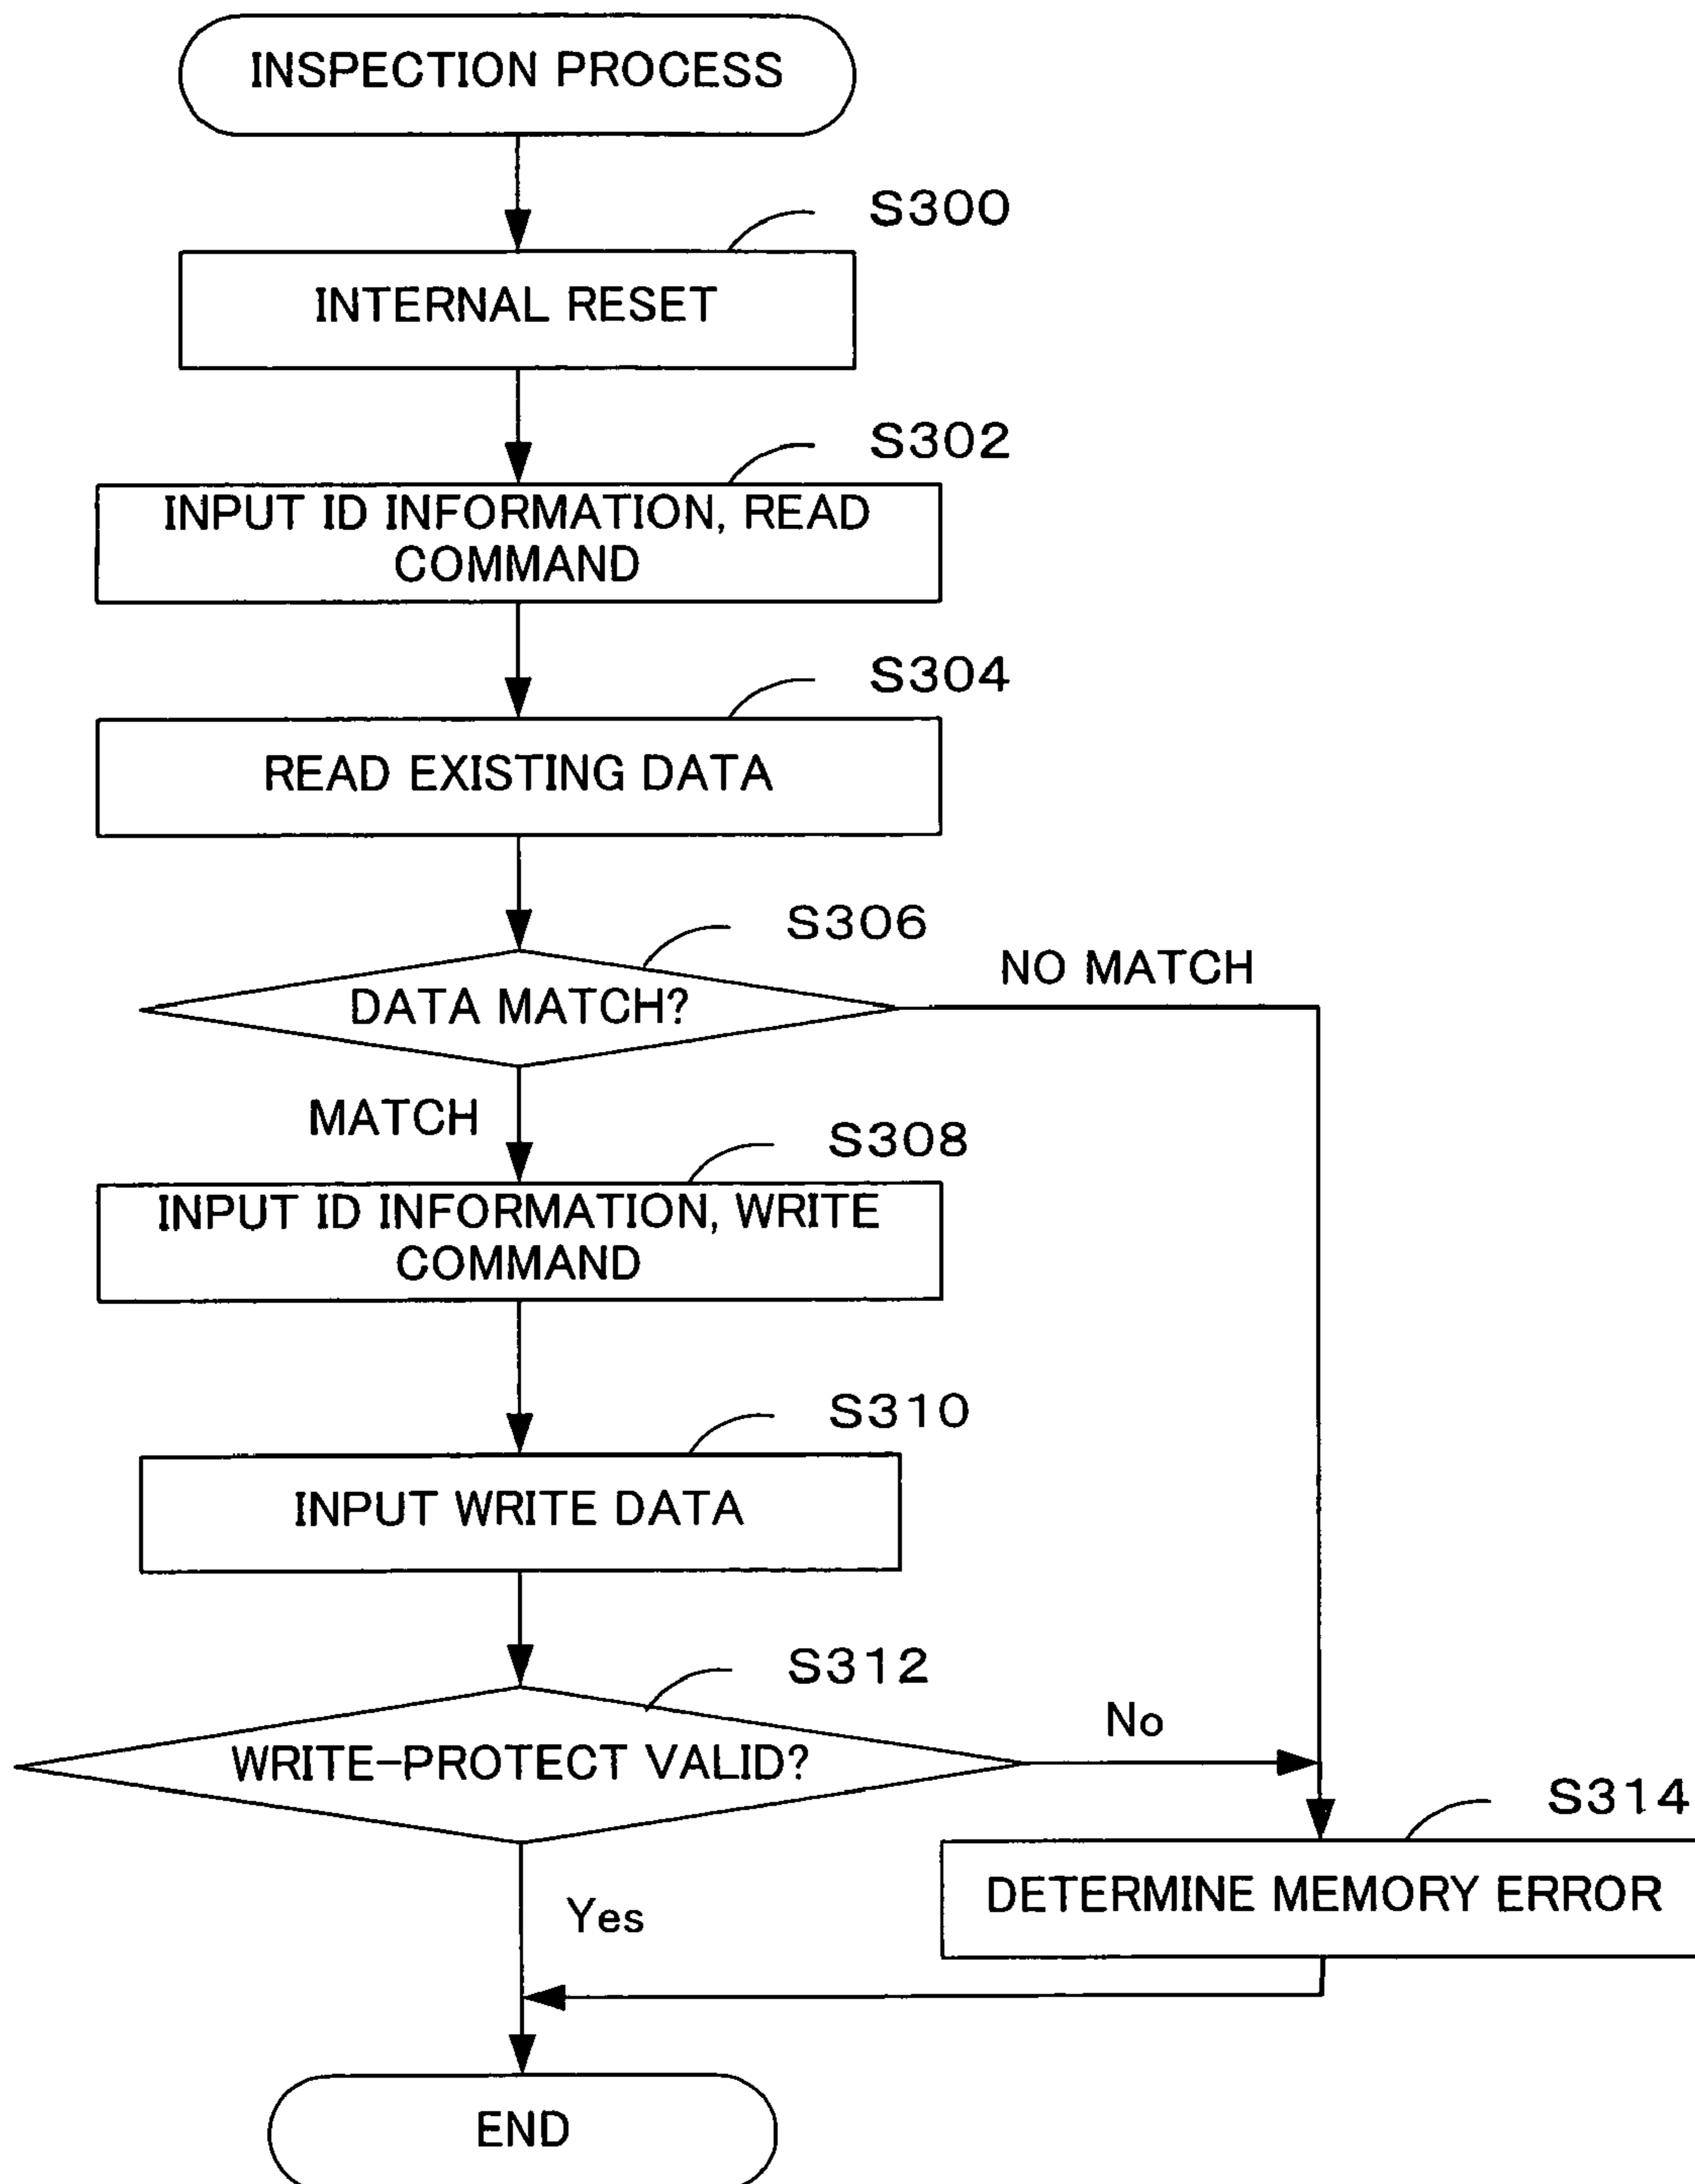 INSPECTION PROCESS
S300
INTERNAL RESET
S302
INPUT ID INFORMATION, READ
COMMAND
S304
READ EXISTING DATA
S306
NO MATCH
DATA MATCH?
MATCH
S308
INPUT ID INFORMATION, WRITE
COMMAND
S310
INPUT WRITE DATA
S312
No
WRITE-PROTECT VALID?
S314
DETERMINE MEMORY ERROR
Yes
END